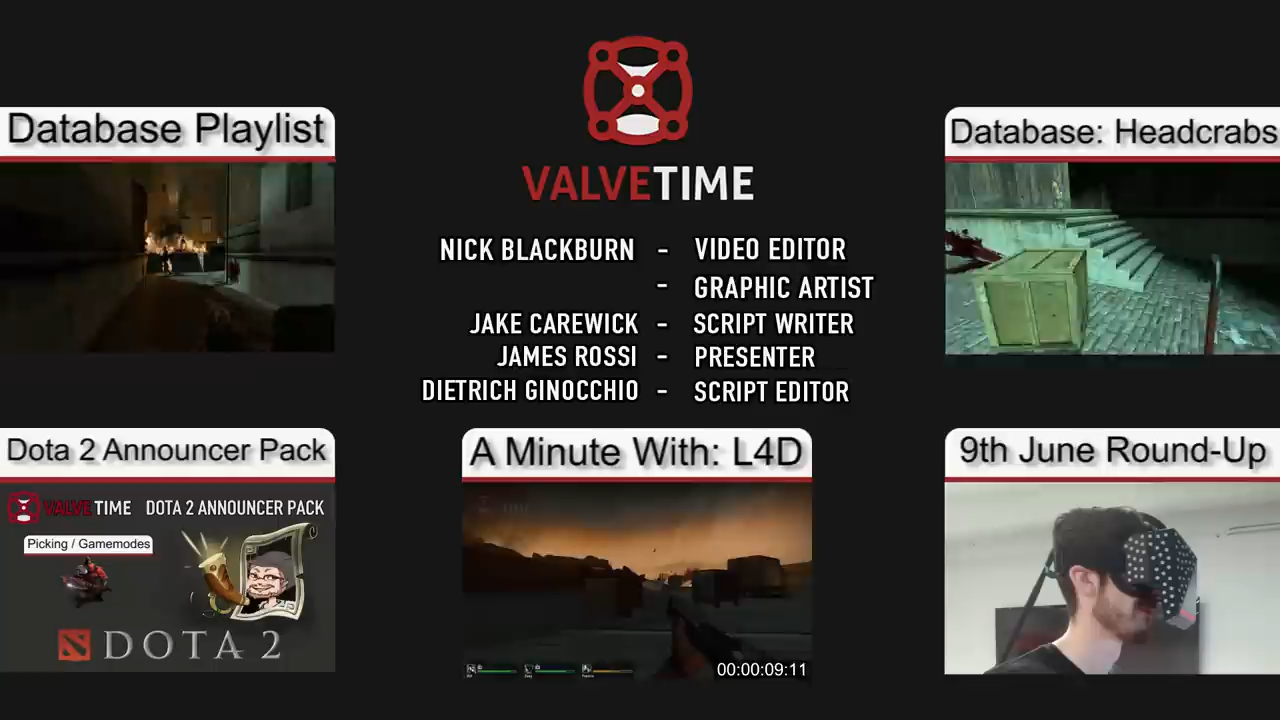 Database Playlist
VALVETIME
Database: Headcrabs
NICK BLACKBURN - VIDEO EDITOR
- GRAPHIC ARTIST
JAKE CAREWICK - SCRIPT WRITER
JAMES ROSSI - PRESENTER
DIETRICH GINOCCHIO - SCRIPT EDITOR
Dota 2 Announcer Pack
VALVETIME DOTA 2 ANNOUNCER PACK
Picking / Gamemodes
DOTA 2
A Minute With: L4D
00:00:09:11
9th June Round-Up